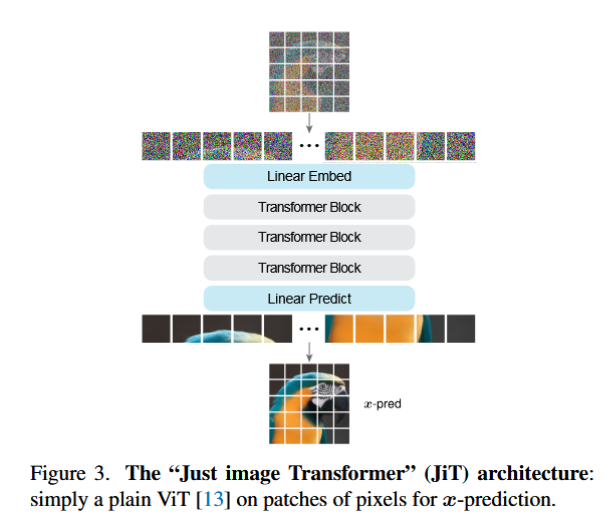 Linear Embed
Transformer Block
Transformer Block
Transformer Block
Linear Predict
x-pred
Figure 3. The “Just image Transformer” (JiT) architecture:
simply a plain ViT [13] on patches of pixels for x-prediction.